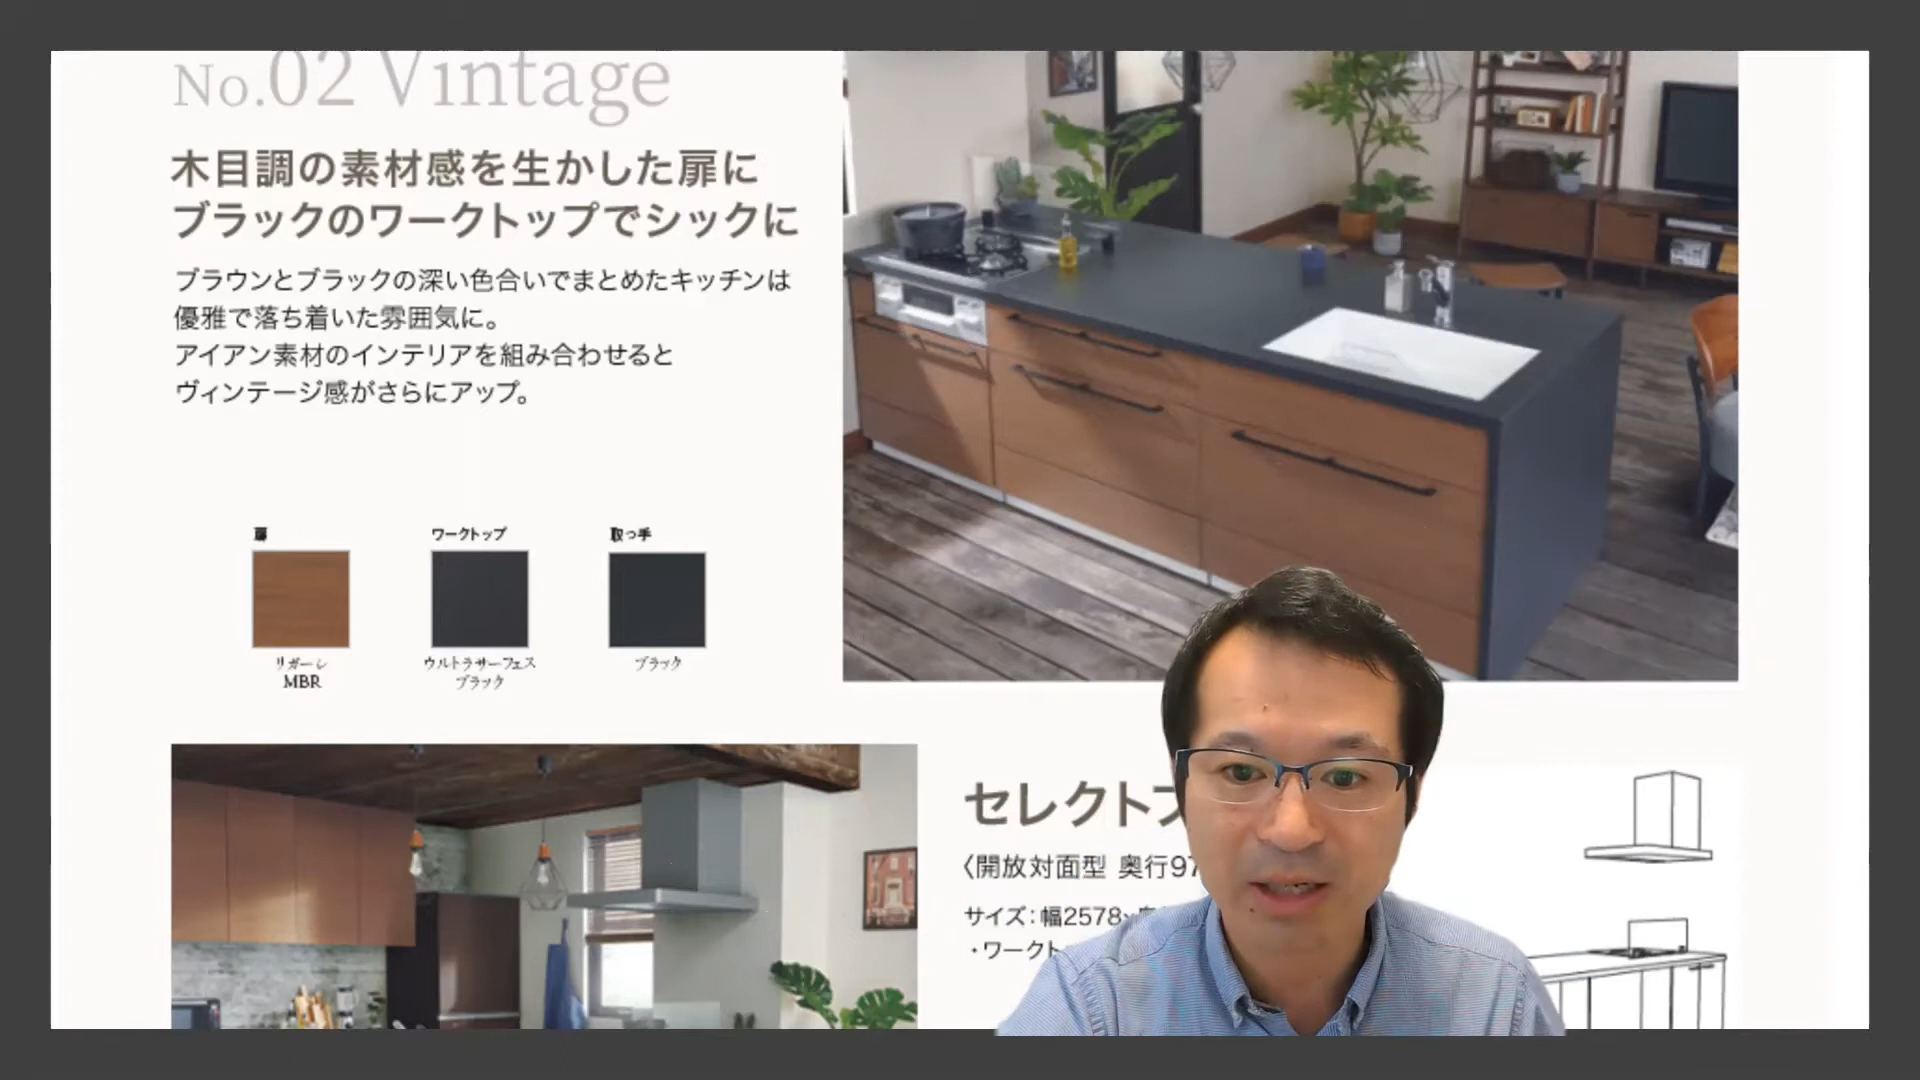 No.02 Vintage
木目調の素材感を生かした扉に
ブラックのワークトップでシックに
ブラウンとブラックの深い色合いでまとめたキッチンは
優雅で落ち着いた雰囲気に。
アイアン素材のインテリアを組み合わせると
ヴィンテージ感がさらにアップ。
扉
ワークトップ
取っ手
リガーレ
MBR
ウルトラサーフェス
ブラック
ブラック
セレクトプ
〈開放対面型 奥行97
サイズ：幅2578×奥
・ワークト